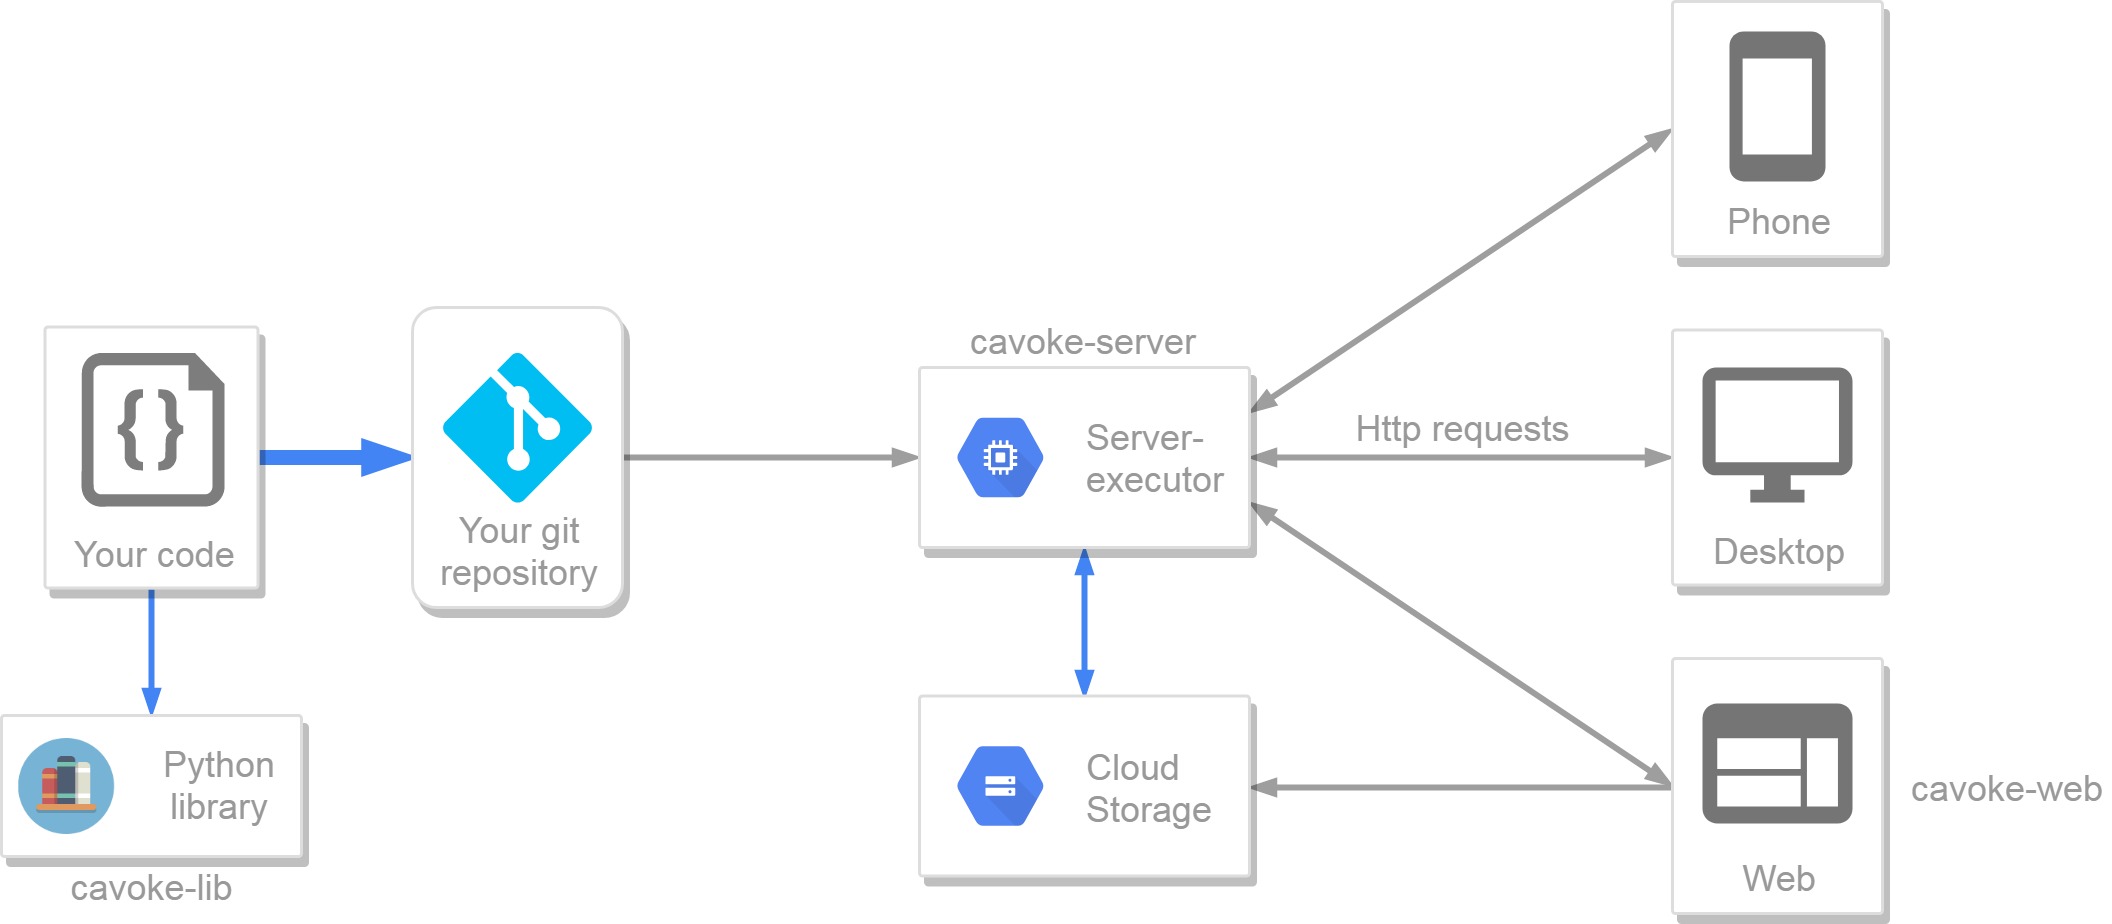 Phone
cavoke-server
Server-
executor
Http requests
Desktop
Your code
Your git
repository
Python
library
cavoke-lib
Cloud
Storage
Web
cavoke-web